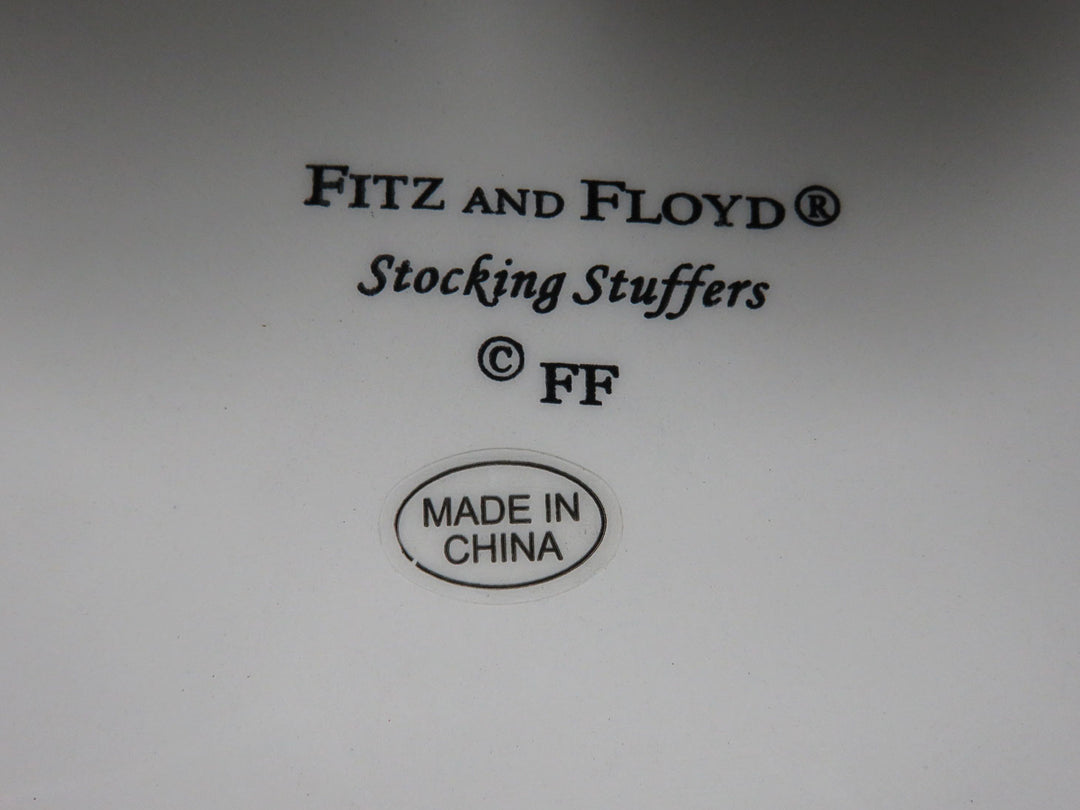 FITZ AND FLOYD®
Stocking Stuffers
© FF
MADE IN
CHINA